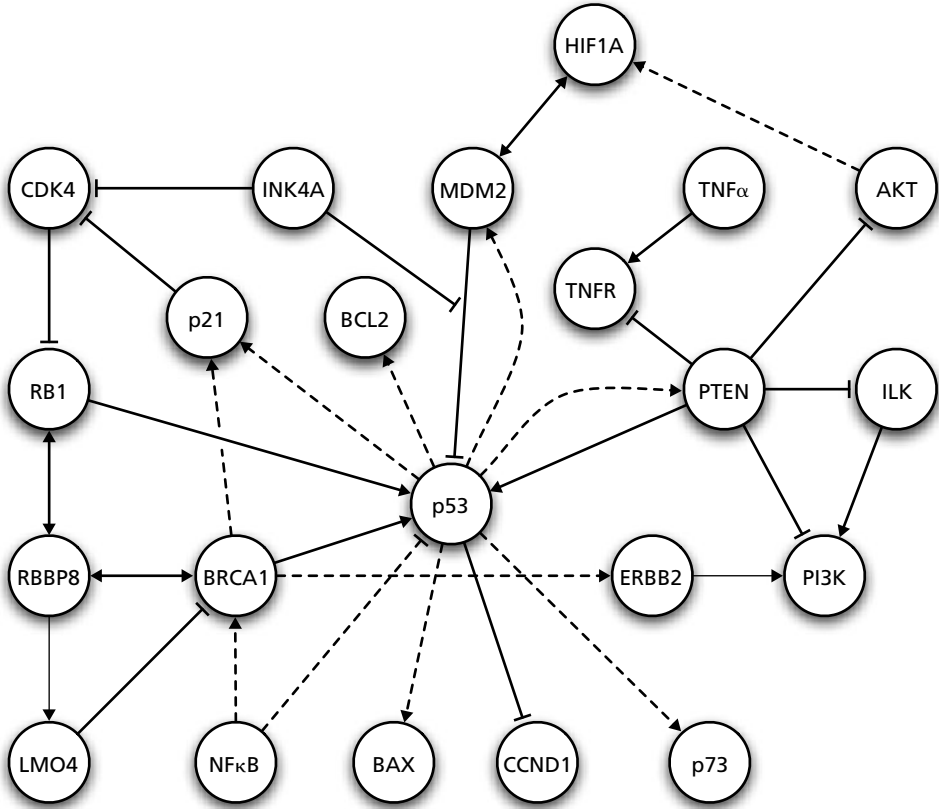 HIF1A
CDK4
INK4A
MDM2
TNFα
AKT
TNFR
p21
BCL2
RB1
PTEN
ILK
p53
RBBP8
BRCA1
ERBB2
PI3K
LMO4
NFκB
BAX
CCND1
p73